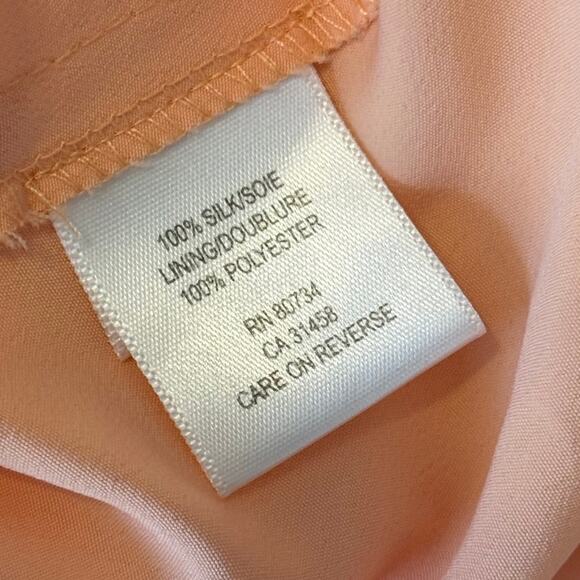 100% SILK/SOIE
LINING/DOUBLURE
100% POLYESTER
RN 80734
CA 31458
CARE ON REVERSE